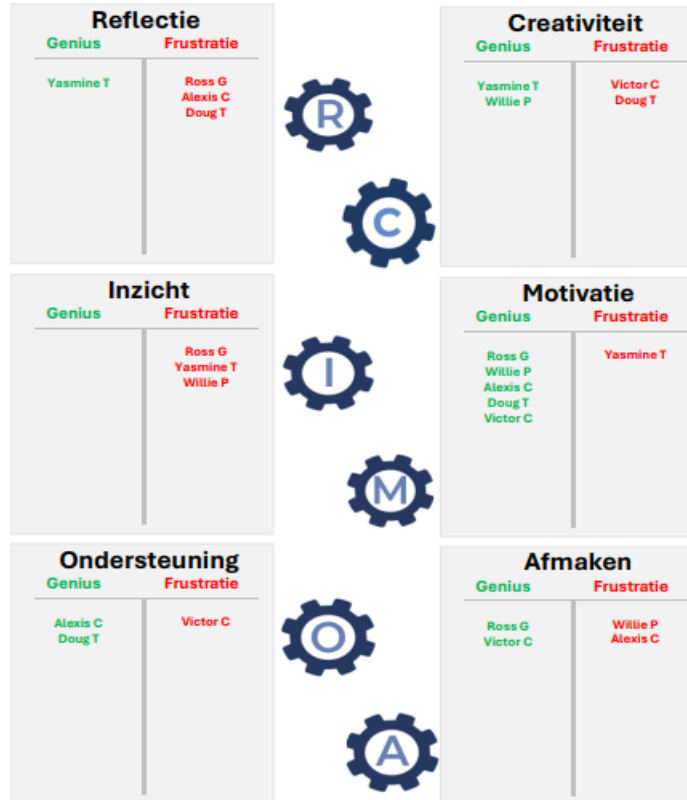 Reflectie
Genius Frustratie
Yasmine T
Ross G
Alexis C
Doug T
R
Creativiteit
Genius Frustratie
Yasmine T
Willie P
Victor C
Doug T
C
Inzicht
Genius Frustratie
Ross G
Yasmine T
Willie P
I
Motivatie
Genius Frustratie
Ross G
Willie P
Alexis C
Doug T
Victor C
Yasmine T
M
Ondersteuning
Genius Frustratie
Alexis C
Doug T
Victor C
O
Afmaken
Genius Frustratie
Ross G
Victor C
Willie P
Alexis C
A